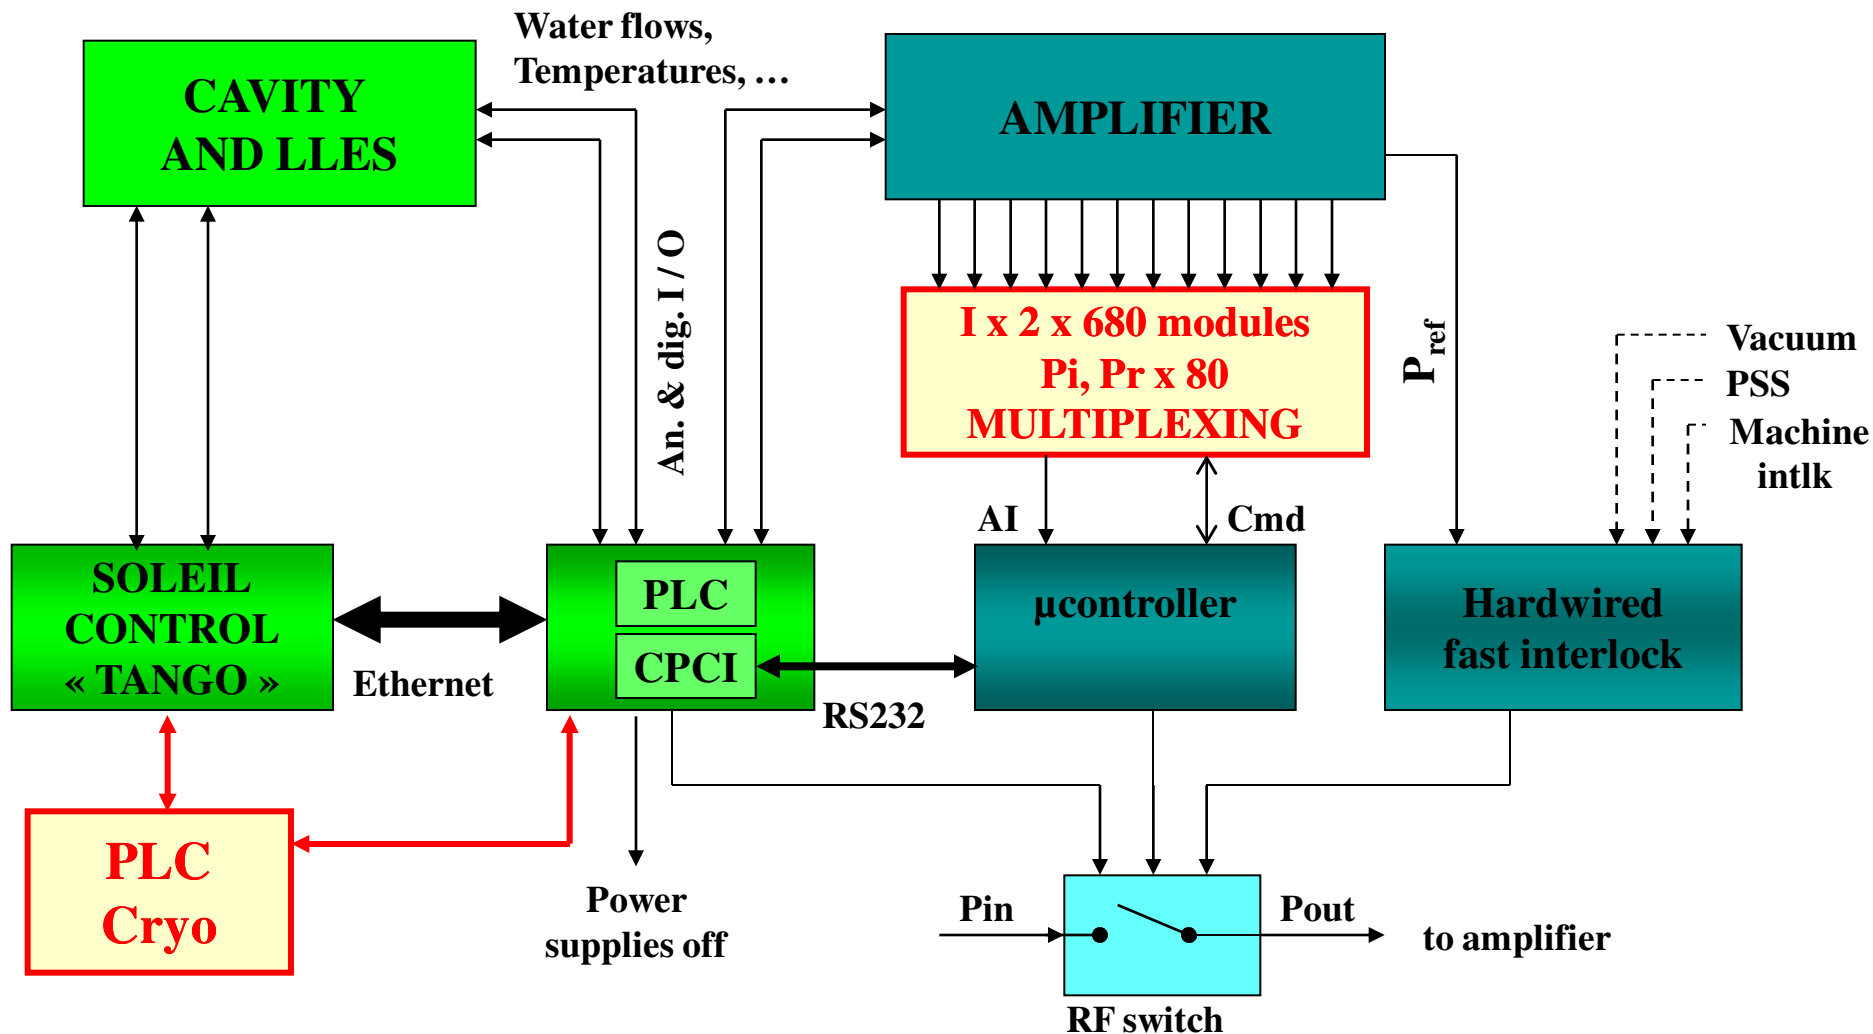 Water flows,
Temperatures, …
CAVITY
AND LLES
AMPLIFIER
An. & dig. I / O
I x 2 x 680 modules
Pi, Pr x 80
MULTIPLEXING
Pref
Vacuum
PSS
Machine
intlk
AI
Cmd
SOLEIL
CONTROL
« TANGO »
Ethernet
PLC
CPCI
RS232
µcontroller
Hardwired
fast interlock
PLC
Cryo
Power
supplies off
Pin
Pout
to amplifier
RF switch